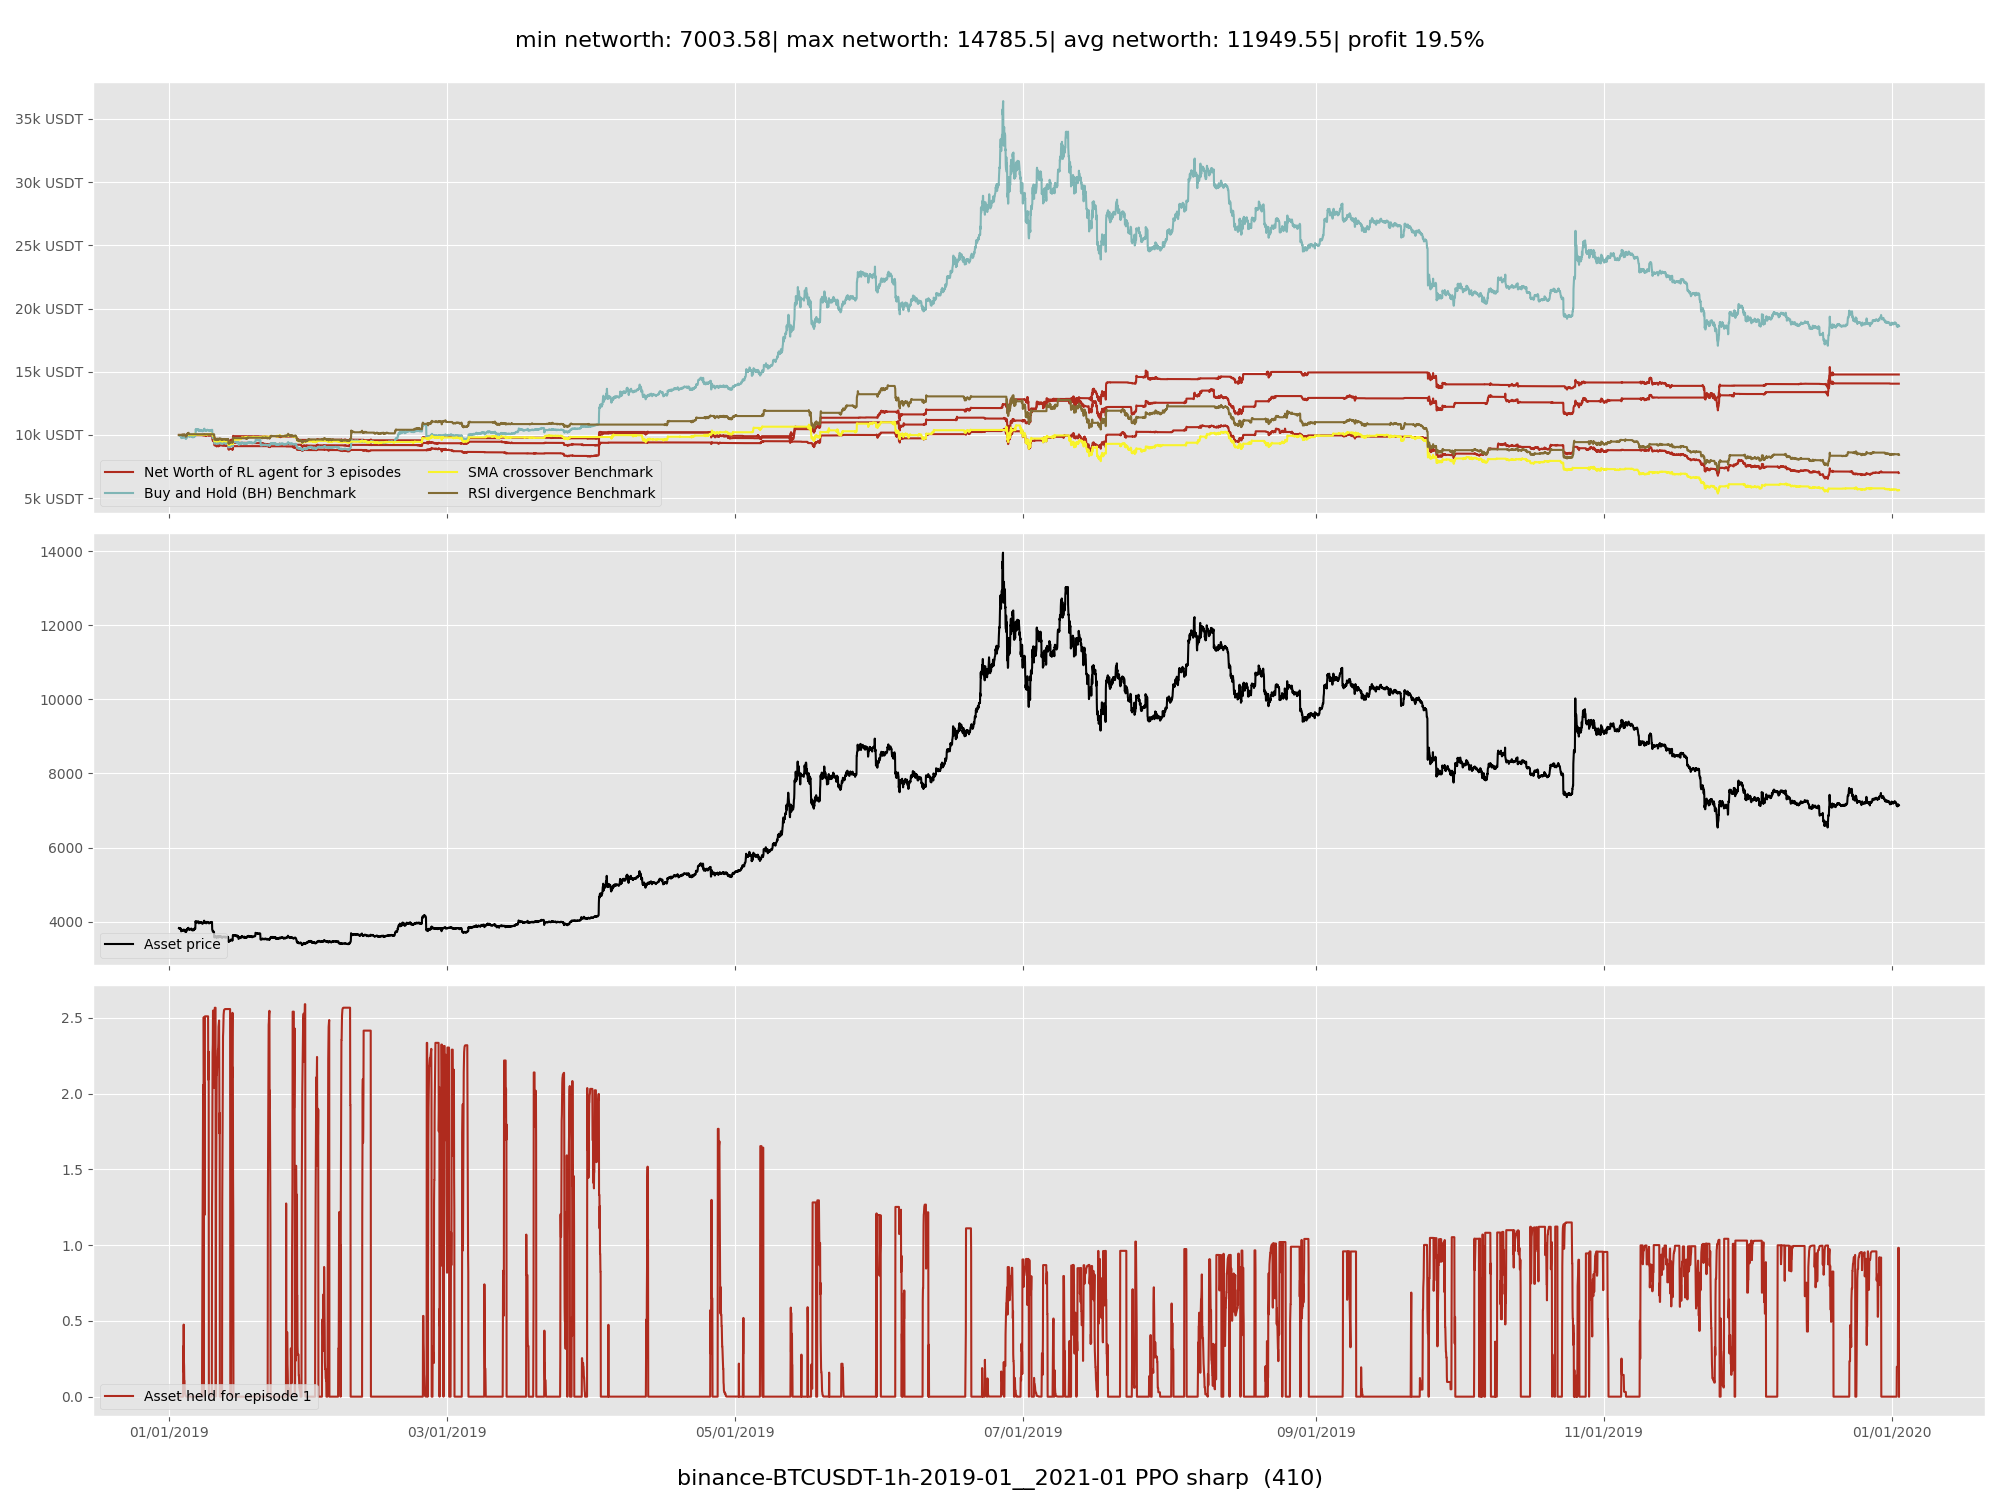 min networth: 7003.58| max networth: 14785.5| avg networth: 11949.55| profit 19.5%
35k USDT
30k USDT
25k USDT
20k USDT
15k USDT
10k USDT
5k USDT
Net Worth of RL agent for 3 episodes
Buy and Hold (BH) Benchmark
SMA crossover Benchmark
RSI divergence Benchmark
14000
12000
10000
8000
6000
4000
Asset price
2.5
2.0
1.5
1.0
0.5
0.0
Asset held for episode 1
01/01/2019 03/01/2019 05/01/2019 07/01/2019 09/01/2019 11/01/2019 01/01/2020
binance-BTCUSDT-1h-2019-01__2021-01 PPO sharp (410)